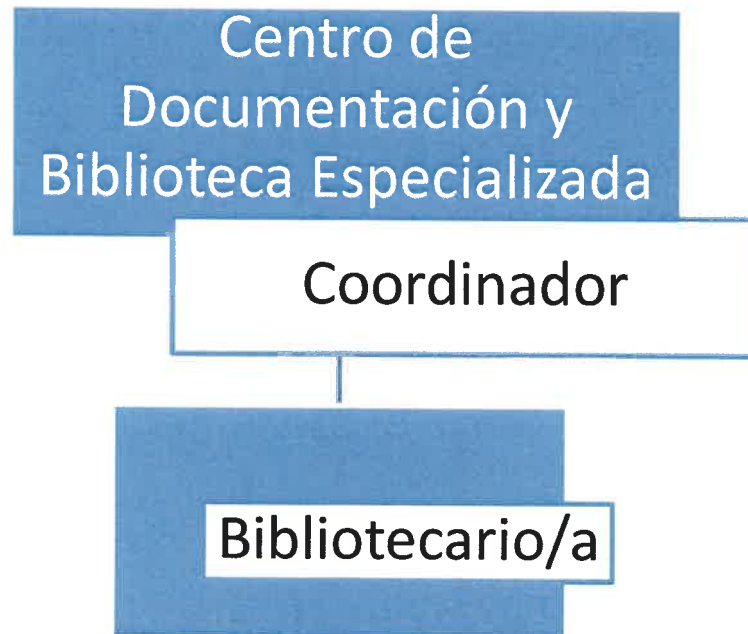 Centro de
Documentación y
Biblioteca Especializada
Coordinador
Bibliotecario/a